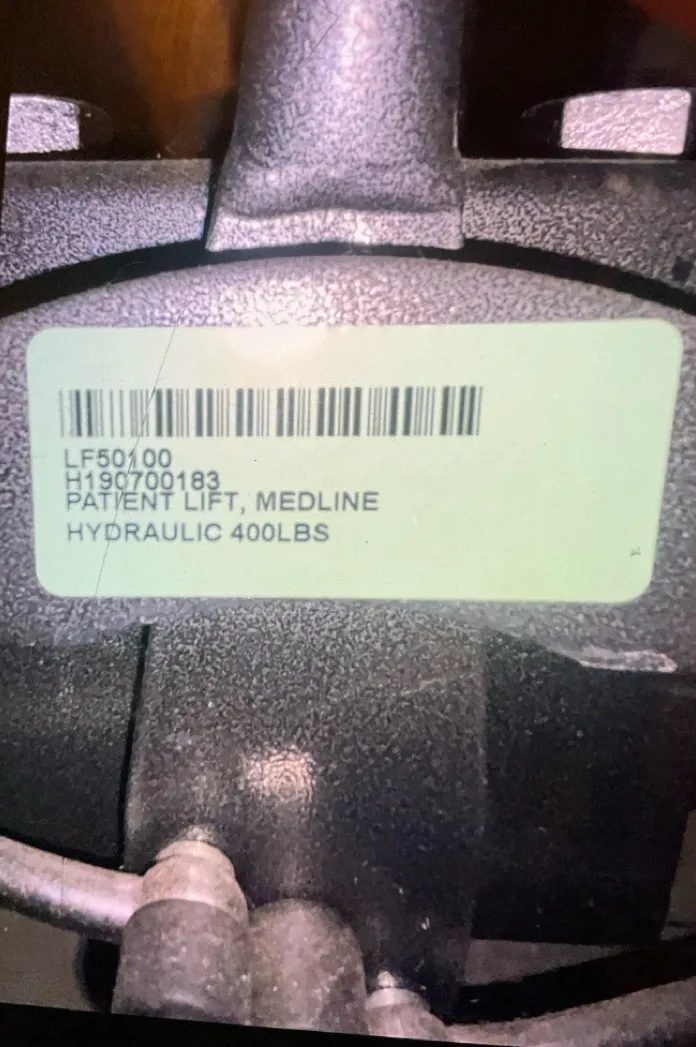 LF50100
H190700183
PATIENT LIFT, MEDLINE
HYDRAULIC 400LBS